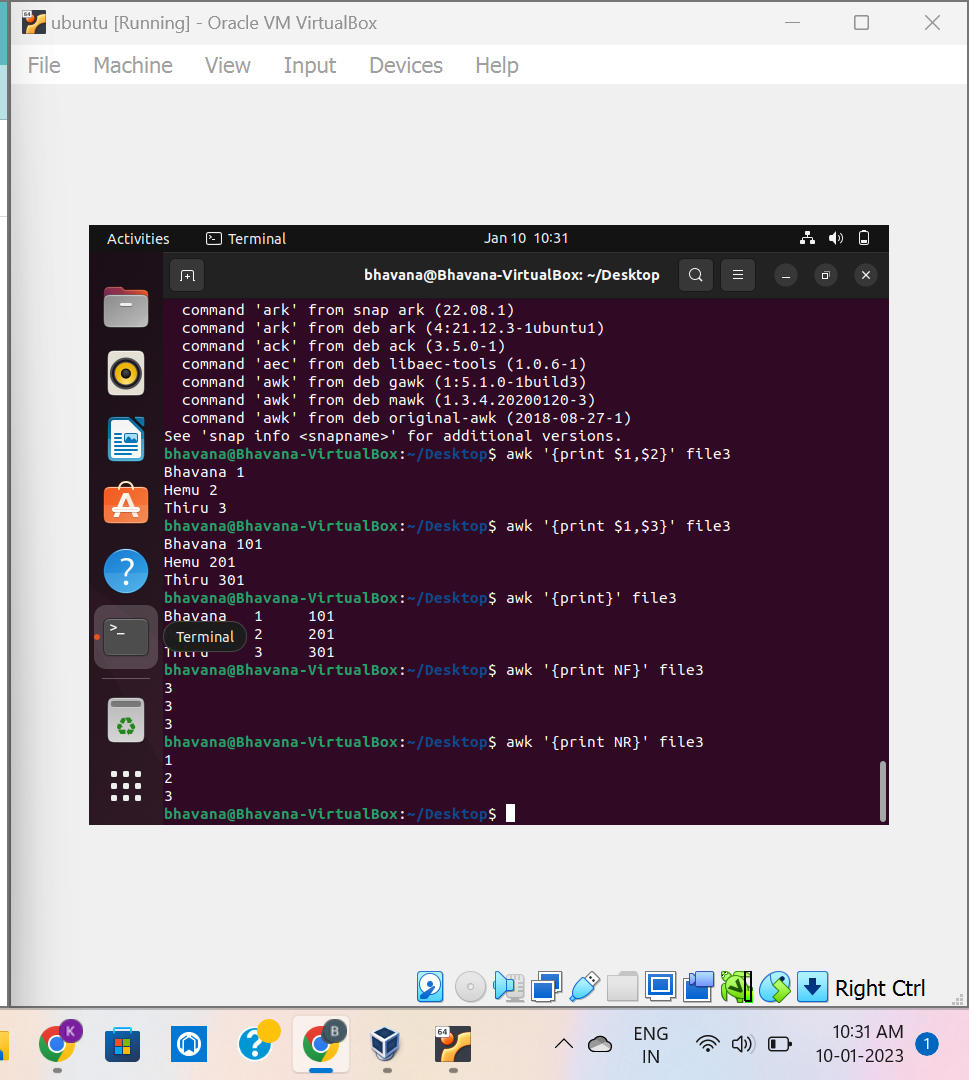 ubuntu [Running] - Oracle VM VirtualBox
File Machine View Input Devices Help
Activities Terminal Jan 10 10:31
bhavana@Bhavana-VirtualBox: ~/Desktop
command 'ark' from snap ark (22.08.1)
command 'ark' from deb ark (4:21.12.3-1ubuntu1)
command 'ack' from deb ack (3.5.0-1)
command 'aec' from deb libaec-tools (1.0.6-1)
command 'awk' from deb gawk (1:5.1.0-1build3)
command 'awk' from deb mawk (1.3.4.20200120-3)
command 'awk' from deb original-awk (2018-08-27-1)
See 'snap info <snapname>' for additional versions.
bhavana@Bhavana-VirtualBox:~/Desktop$ awk '{print $1,$2}' file3
Bhavana 1
Hemu 2
Thiru 3
bhavana@Bhavana-VirtualBox:~/Desktop$ awk '{print $1,$3}' file3
Bhavana 101
Hemu 201
Thiru 301
bhavana@Bhavana-VirtualBox:~/Desktop$ awk '{print}' file3
Bhavana 1 101
Terminal 2 201
Thiru 3 301
bhavana@Bhavana-VirtualBox:~/Desktop$ awk '{print NF}' file3
3
3
3
bhavana@Bhavana-VirtualBox:~/Desktop$ awk '{print NR}' file3
1
2
3
bhavana@Bhavana-VirtualBox:~/Desktop$
Right Ctrl
64
K
B
64
ENG
IN
10:31 AM
10-01-2023
1